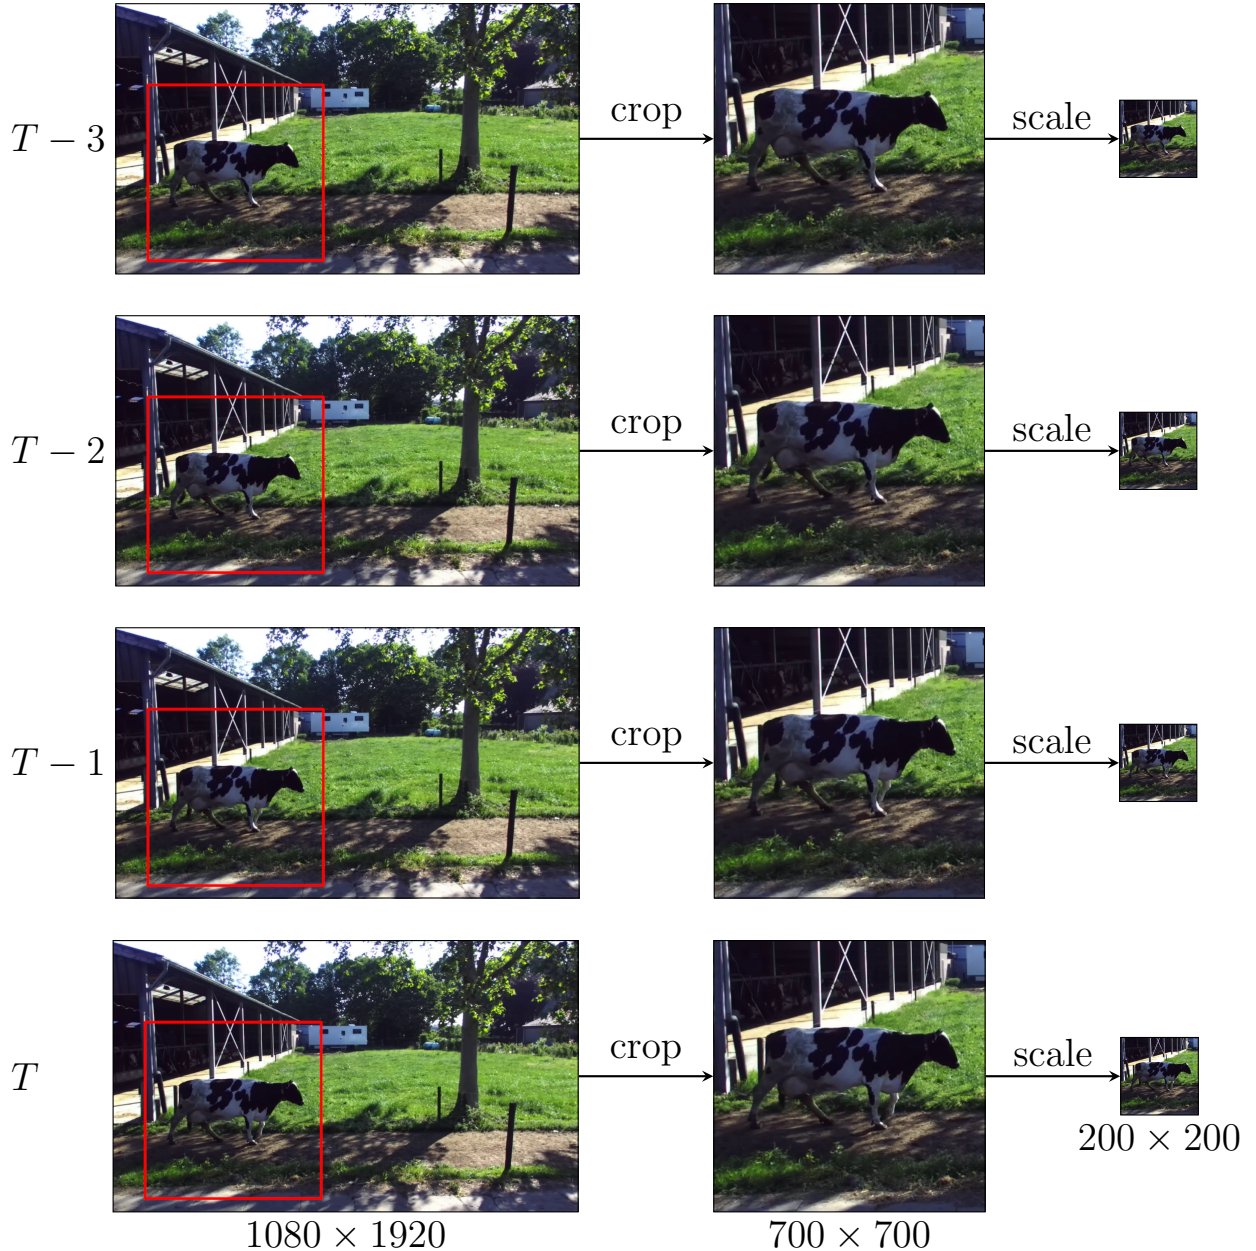 T − 3
crop
scale
T − 2
crop
scale
T − 1
crop
scale
T
crop
scale
200 × 200
1080 × 1920
700 × 700